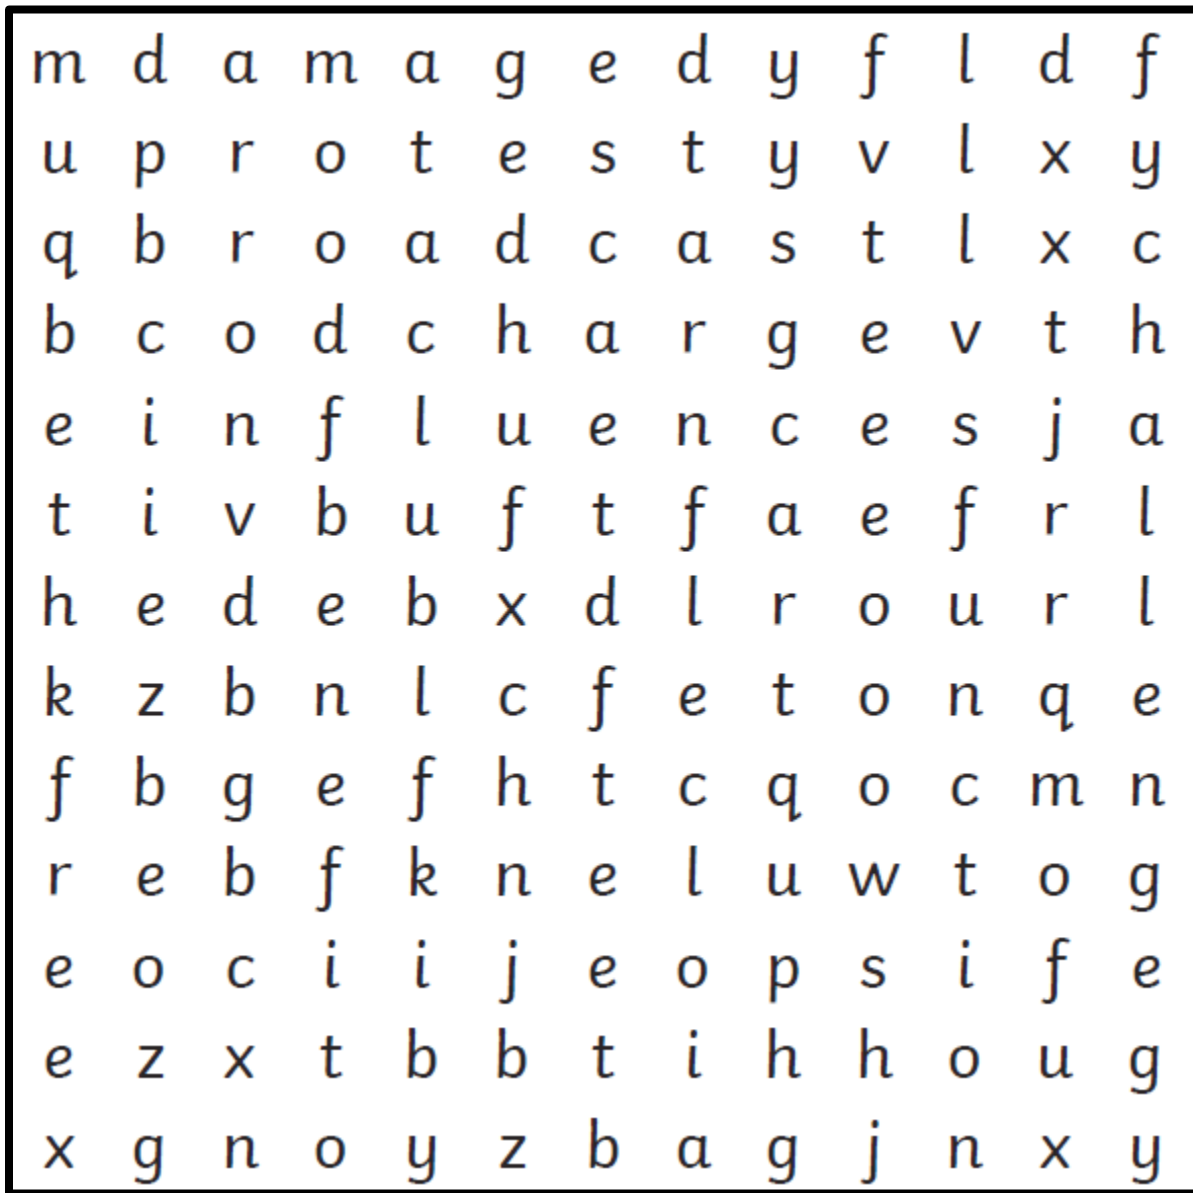 m d a m a g e d y f l d f
u p r o t e s t y v l x y
q b r o a d c a s t l x c
b c o d c h a r g e v t h
e i n f l u e n c e s j a
t i v b u f t f a e f r l
h e d e b x d l r o u r l
k z b n l c f e t o n q e
f b g e f h t c q o c m n
r e b f k n e l u w t o g
e o c i i j e o p s i f e
e z x t b b t i h h o u g
x g n o y z b a g j n x y